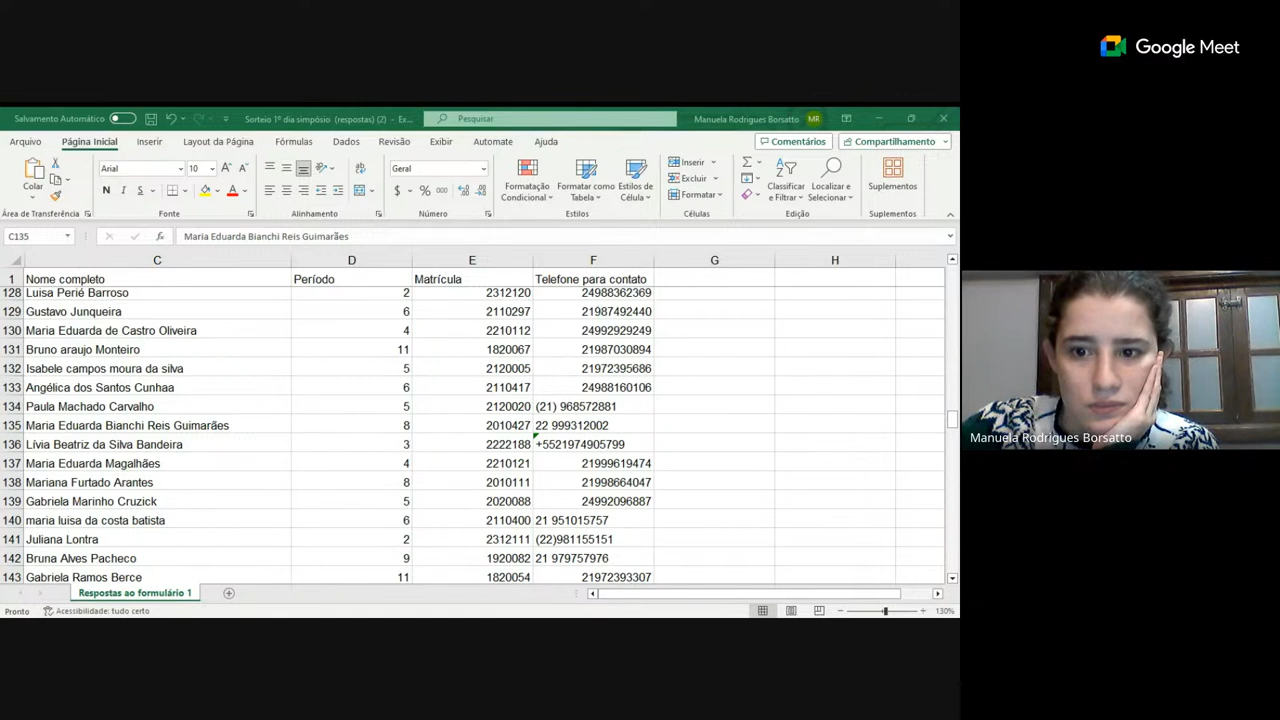 Google Meet
Salvamento Automático
Sorteio 1º dia simpósio (respostas) (2) - Ex...
Pesquisar
Manuela Rodrigues Borsatto
MR
Arquivo Página Inicial Inserir Layout da Página Fórmulas Dados Revisão Exibir Automate Ajuda
Comentários Compartilhamento
Colar
Arial 10
N I S
Geral
Formatação Condicional
Formatar como Tabela
Estilos de Célula
Inserir
Excluir
Formatar
Classificar e Filtrar
Localizar e Selecionar
Suplementos
Área de Transferência Fonte Alinhamento Número Estilos Células Edição Suplementos
C135 fx Maria Eduarda Bianchi Reis Guimarães
C D E F G H
1 Nome completo Período Matrícula Telefone para contato
128 Luisa Perié Barroso 2 2312120 24988362369
129 Gustavo Junqueira 6 2110297 21987492440
130 Maria Eduarda de Castro Oliveira 4 2210112 24992929249
131 Bruno araujo Monteiro 11 1820067 21987030894
132 Isabele campos moura da silva 5 2120005 21972395686
133 Angélica dos Santos Cunhaa 6 2110417 24988160106
134 Paula Machado Carvalho 5 2120020 (21) 968572881
135 Maria Eduarda Bianchi Reis Guimarães 8 2010427 22 999312002
136 Lívia Beatriz da Silva Bandeira 3 2222188 +5521974905799
137 Maria Eduarda Magalhães 4 2210121 21999619474
138 Mariana Furtado Arantes 8 2010111 21998664047
139 Gabriela Marinho Cruzick 5 2020088 24992096887
140 maria luisa da costa batista 6 2110400 21 951015757
141 Juliana Lontra 2 2312111 (22)981155151
142 Bruna Alves Pacheco 9 1920082 21 979757976
143 Gabriela Ramos Berce 11 1820054 21972393307
Respostas ao formulário 1
Pronto Acessibilidade: tudo certo 130%
Manuela Rodrigues Borsatto